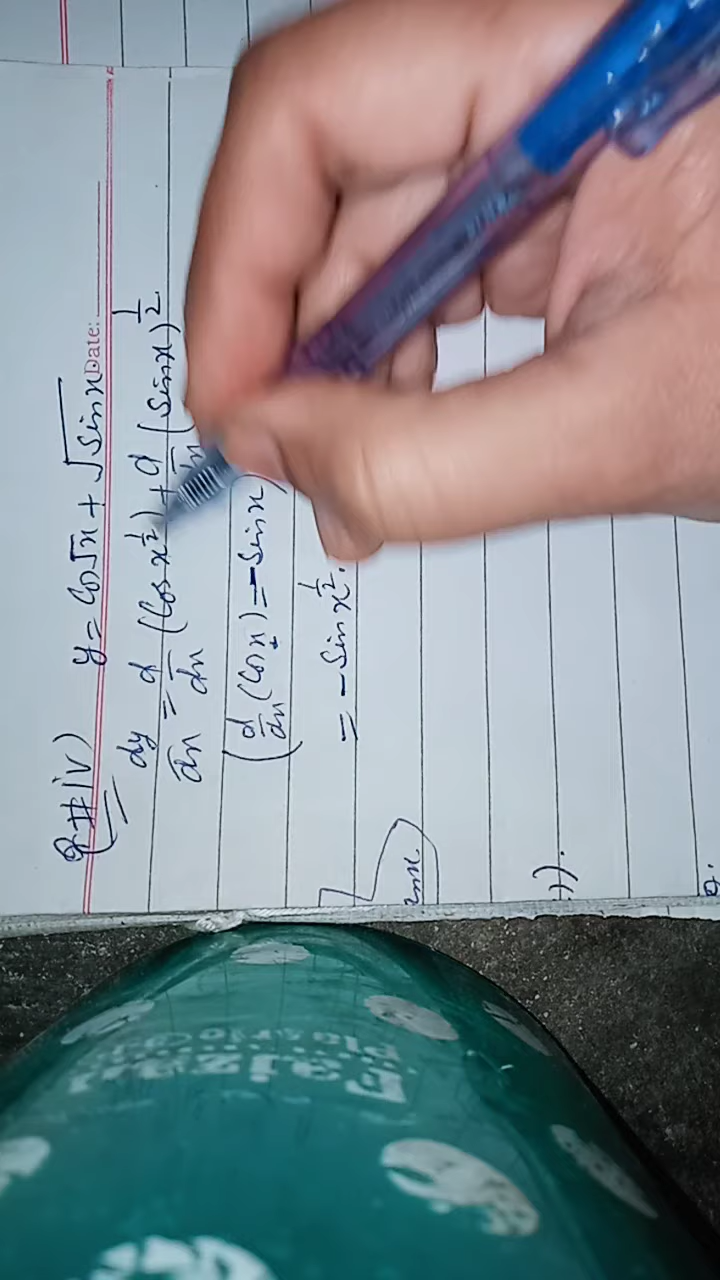 Date:
Q#iv) y = Cos√x + √Sinx
dy/dx = d/dx (Cos x^1/2) + d/dx (Sinx)^1/2
(d/dx (Cosx) = -Sinx)
= -Sin x^1/2.
)).